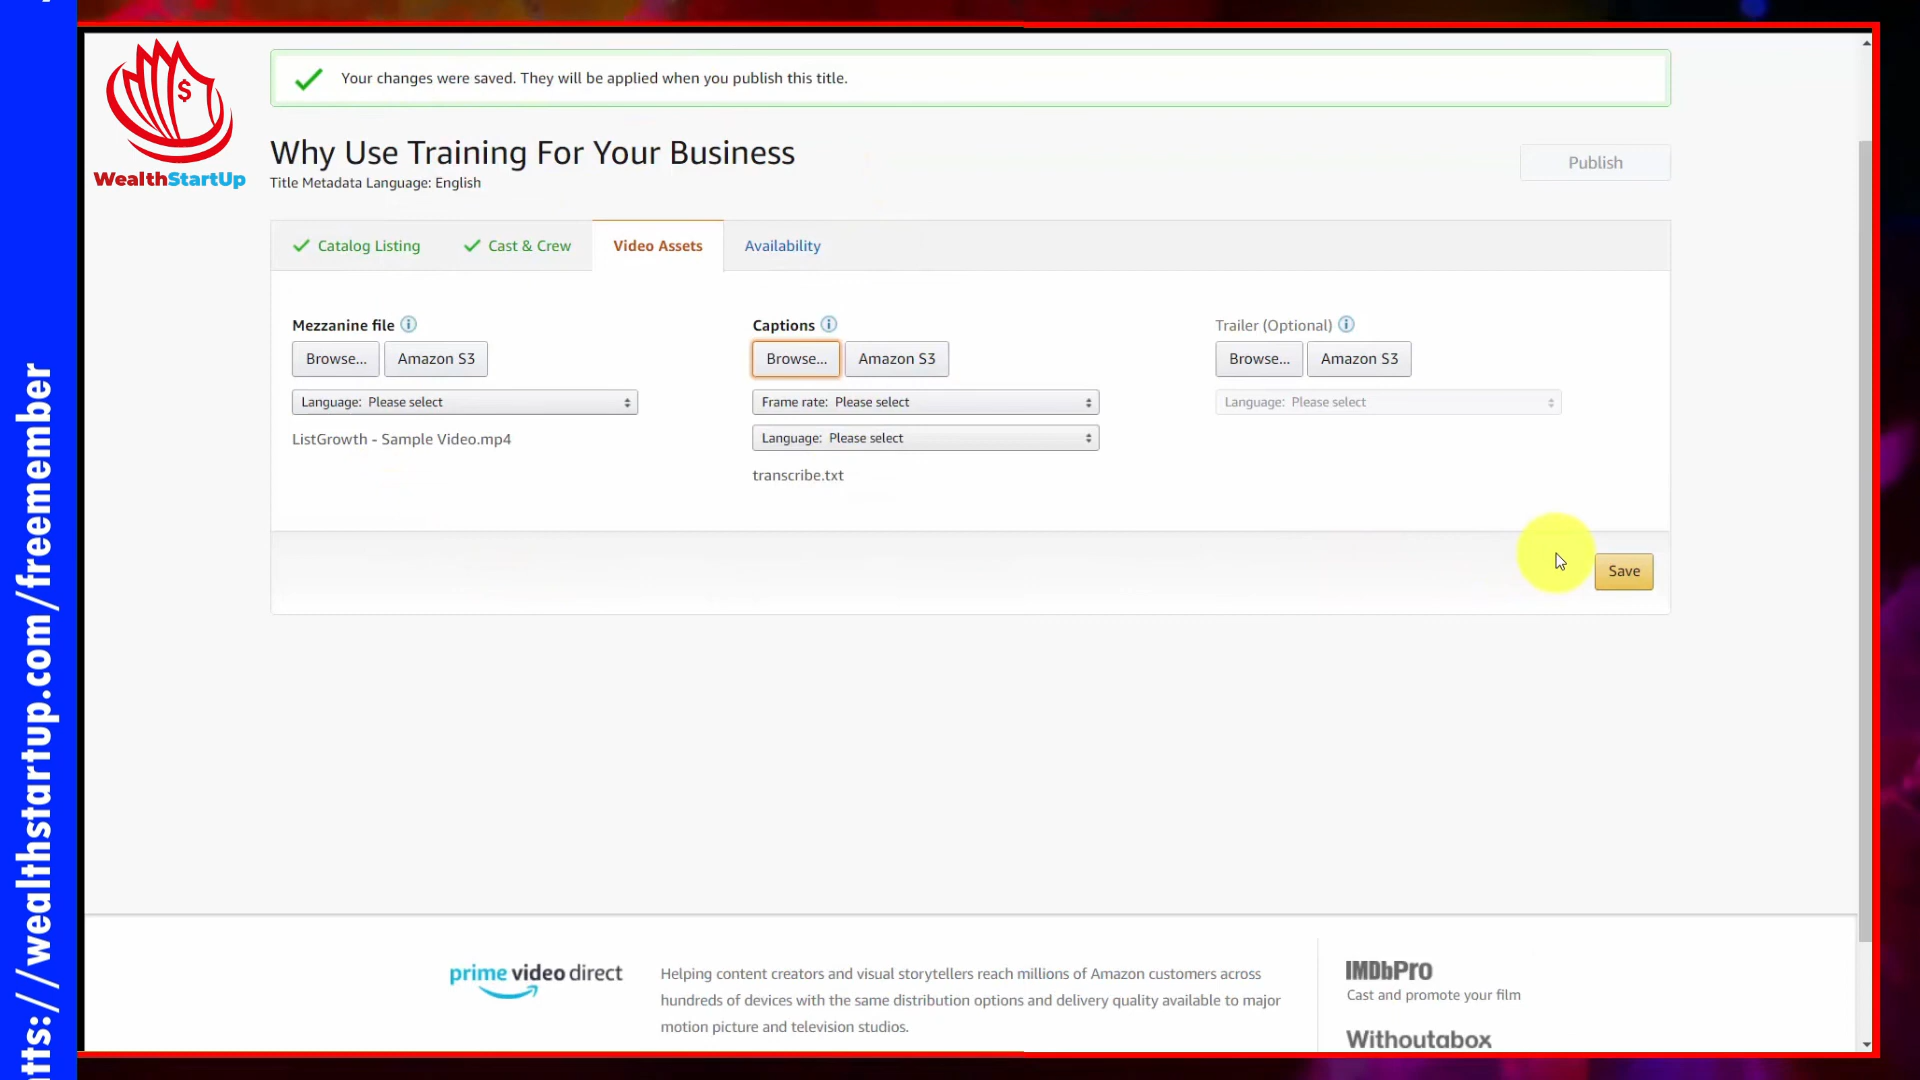 https://wealthstartup.com/freemember
$
WealthStartUp
Your changes were saved. They will be applied when you publish this title.
Why Use Training For Your Business
Title Metadata Language: English
Publish
Catalog Listing
Cast & Crew
Video Assets
Availability
Mezzanine file
Browse...
Amazon S3
Language: Please select
ListGrowth - Sample Video.mp4
Captions
Browse...
Amazon S3
Frame rate: Please select
Language: Please select
transcribe.txt
Trailer (Optional)
Browse...
Amazon S3
Language: Please select
Save
prime video direct
Helping content creators and visual storytellers reach millions of Amazon customers across
hundreds of devices with the same distribution options and delivery quality available to major
motion picture and television studios.
IMDbPro
Cast and promote your film
Withoutabox